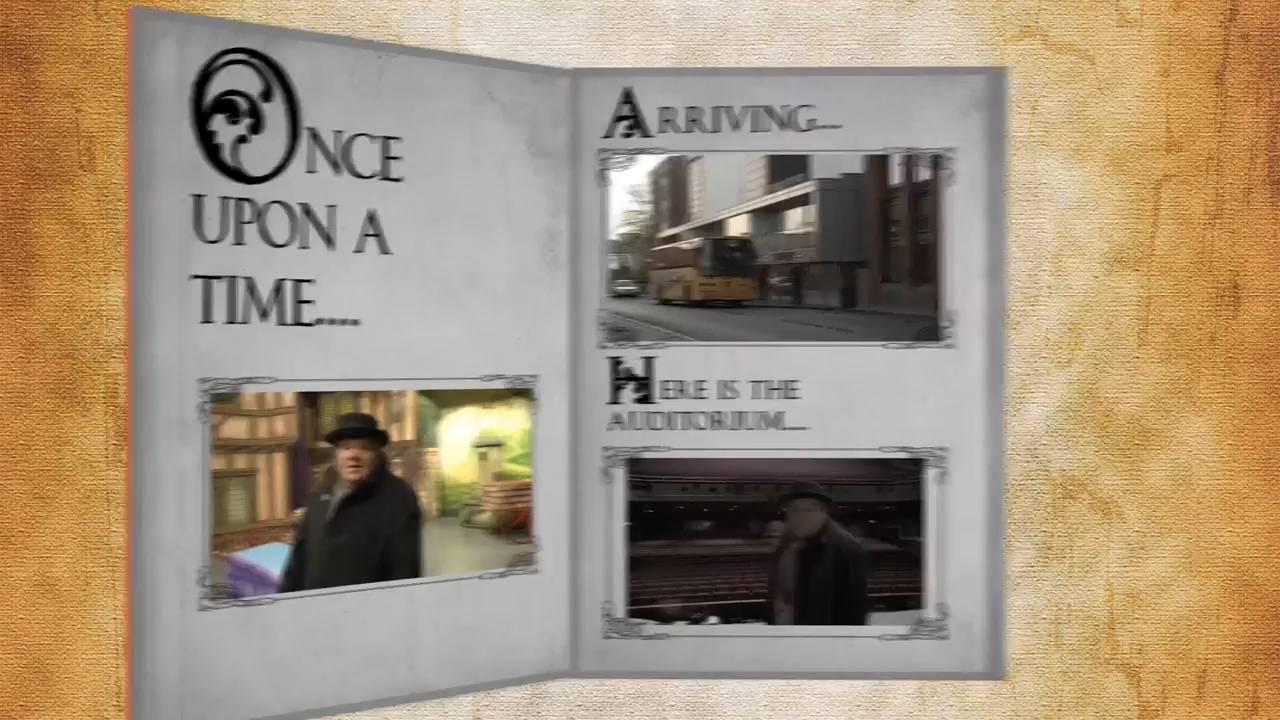 ONCE
UPON A
TIME....
ARRIVING...
HERE IS THE
AUDITORIUM...